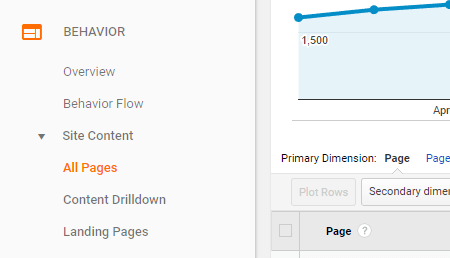 BEHAVIOR
Overview
Behavior Flow
Site Content
All Pages
Content Drilldown
Landing Pages
1,500
Apr
Primary Dimension: Page Page
Plot Rows Secondary dimen
Page ?